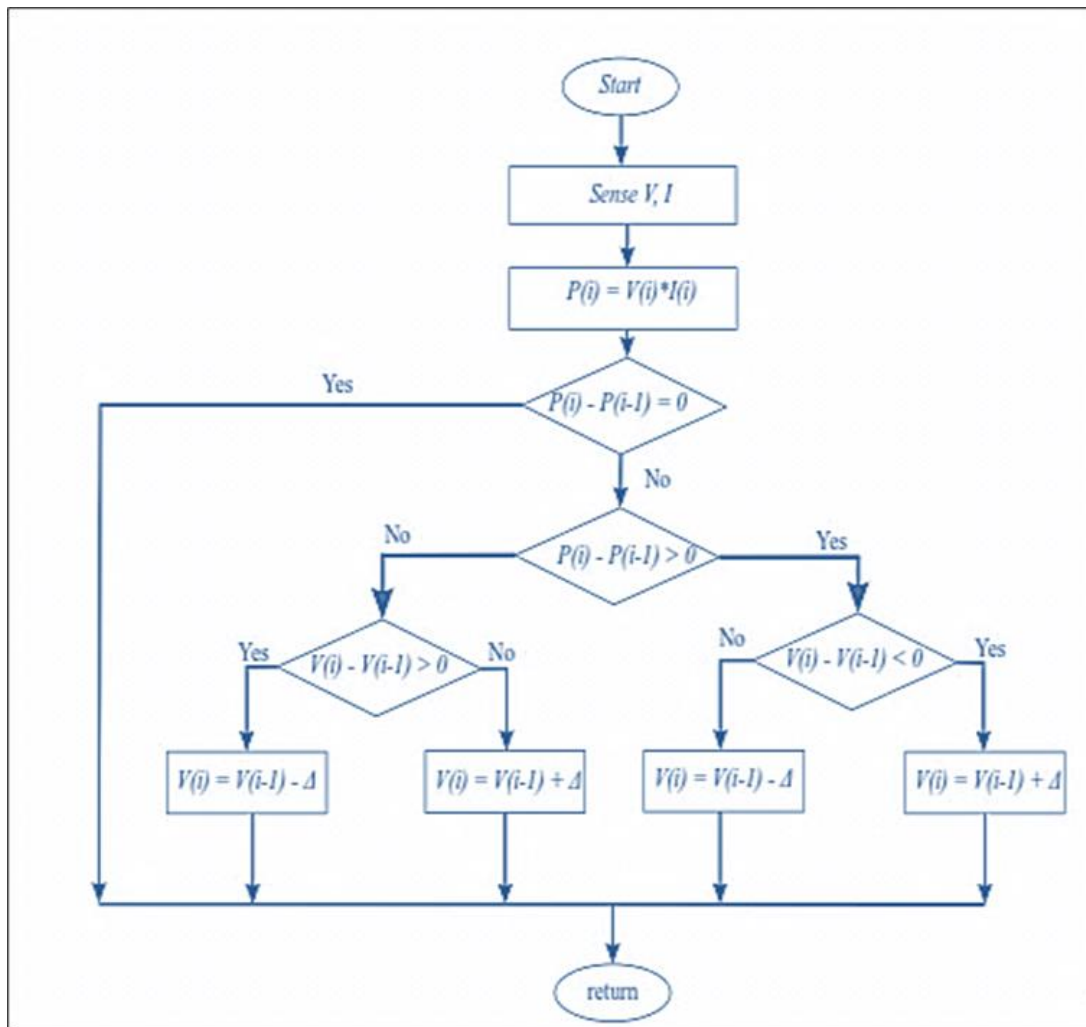 Start
Sense V, I
P(i) = V(i)*I(i)
Yes
P(i) - P(i-1) = 0
No
No
P(i) - P(i-1) > 0
Yes
Yes
V(i) - V(i-1) > 0
No
No
V(i) - V(i-1) < 0
Yes
V(i) = V(i-1) - Δ
V(i) = V(i-1) + Δ
V(i) = V(i-1) - Δ
V(i) = V(i-1) + Δ
return